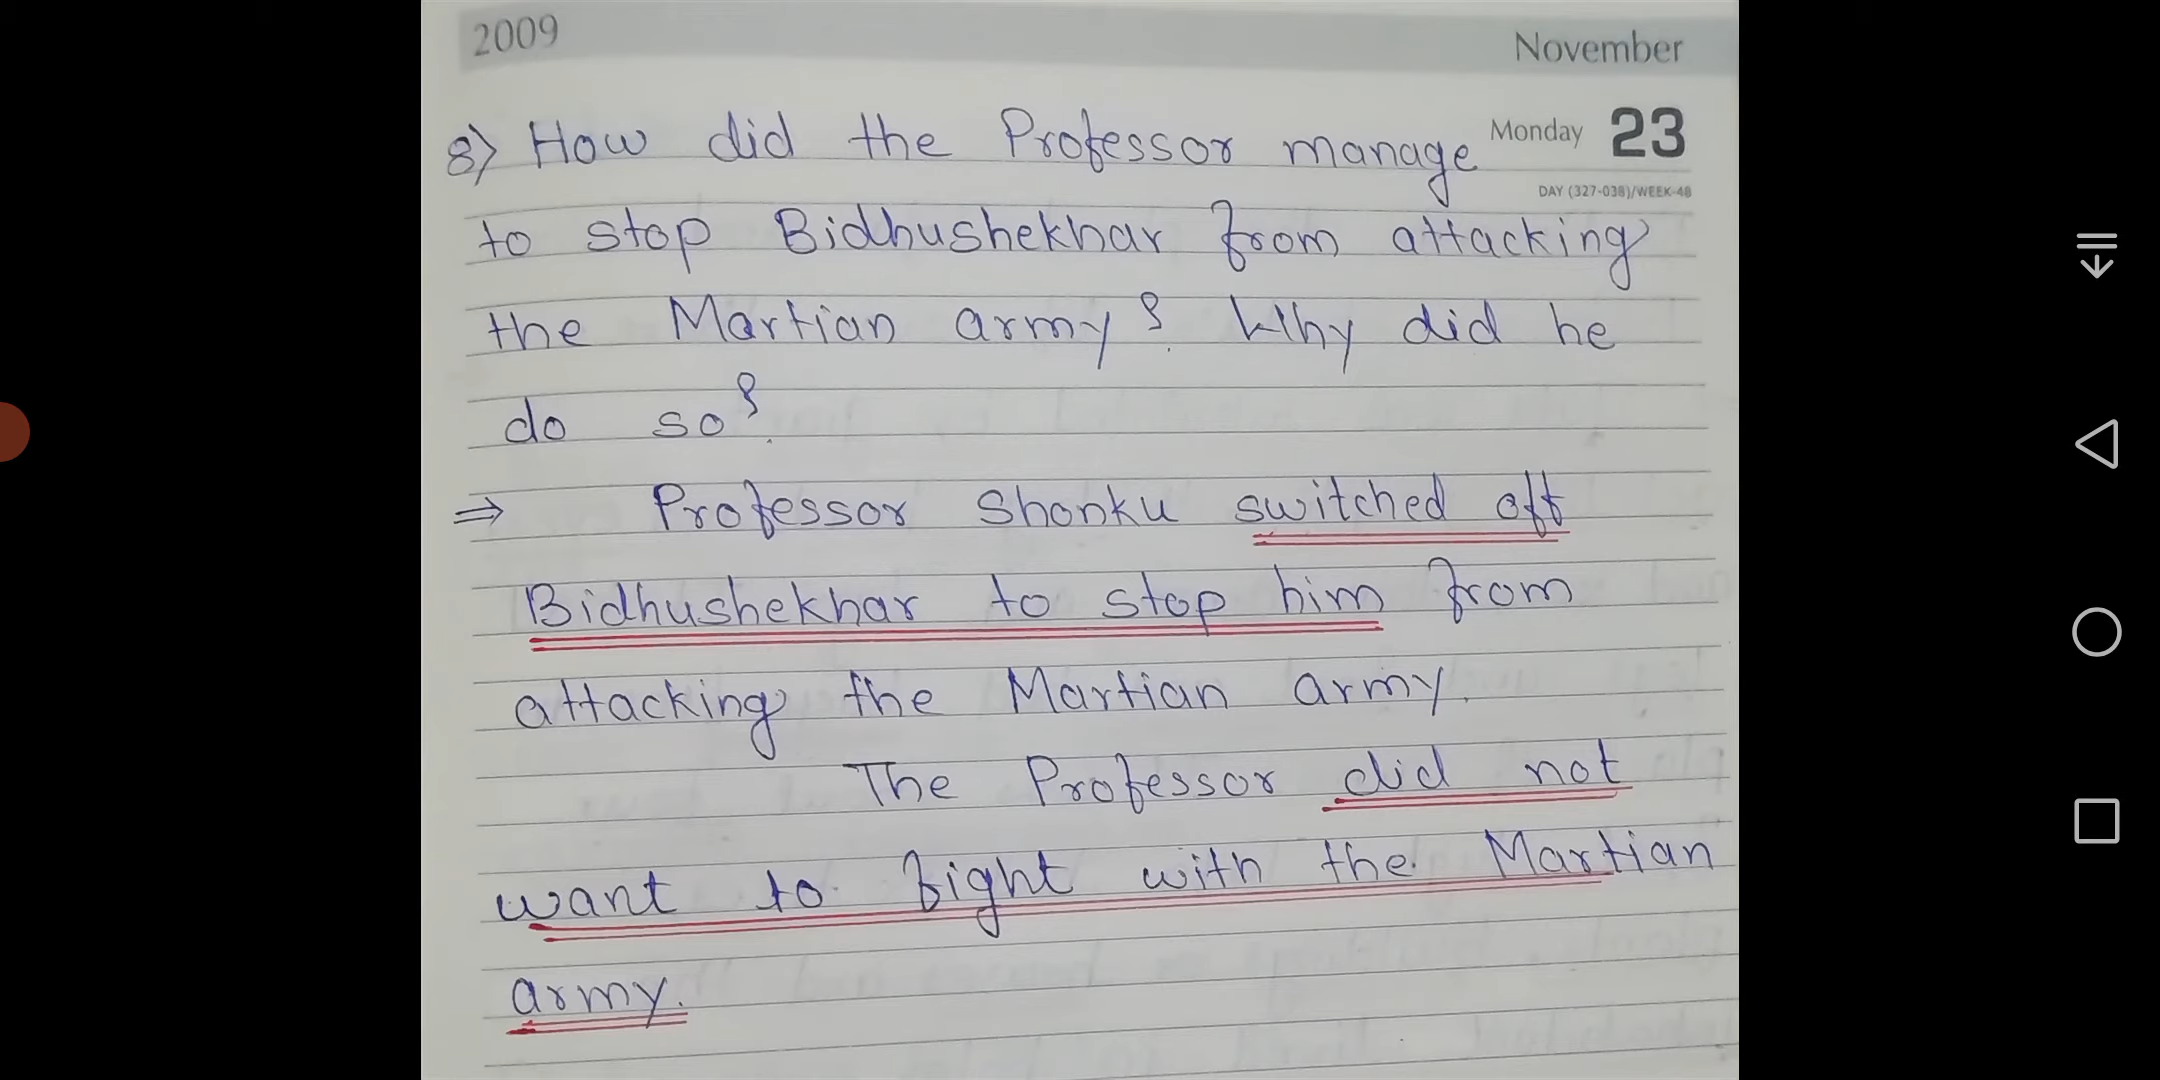 2009
November
Monday 23
DAY (327-038)/WEEK-48
8) How did the Professor manage
to stop Bidhushekhar from attacking
the Martian army? Why did he
do so?
⇒ Professor Shonku switched off
Bidhushekhar to stop him from
attacking the Martian army.
The Professor did not
want to fight with the Martian
army.